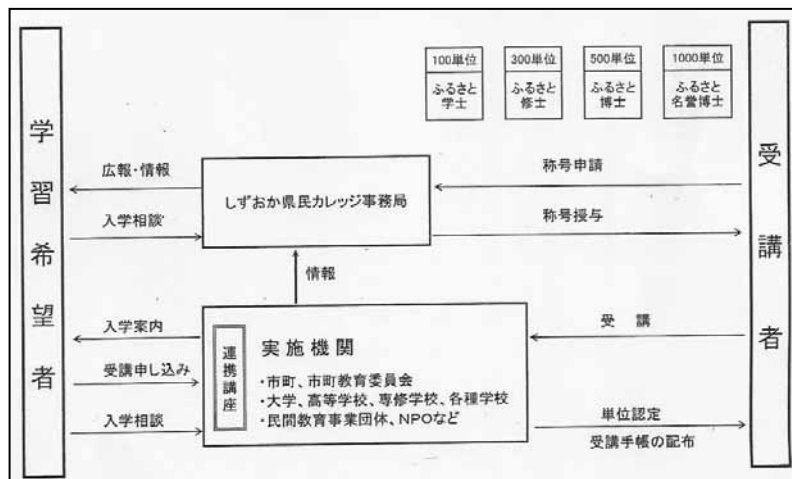 100単位
ふるさと
学士
300単位
ふるさと
修士
500単位
ふるさと
博士
1000単位
ふるさと
名誉博士
学習希望者
広報・情報
入学相談
しずおか県民カレッジ事務局
称号申請
称号授与
情報
入学案内
受講申し込み
入学相談
連携講座
実施機関
・市町、市町教育委員会
・大学、高等学校、専修学校、各種学校
・民間教育事業団体、NPOなど
受　講
単位認定
受講手帳の配布
受講者